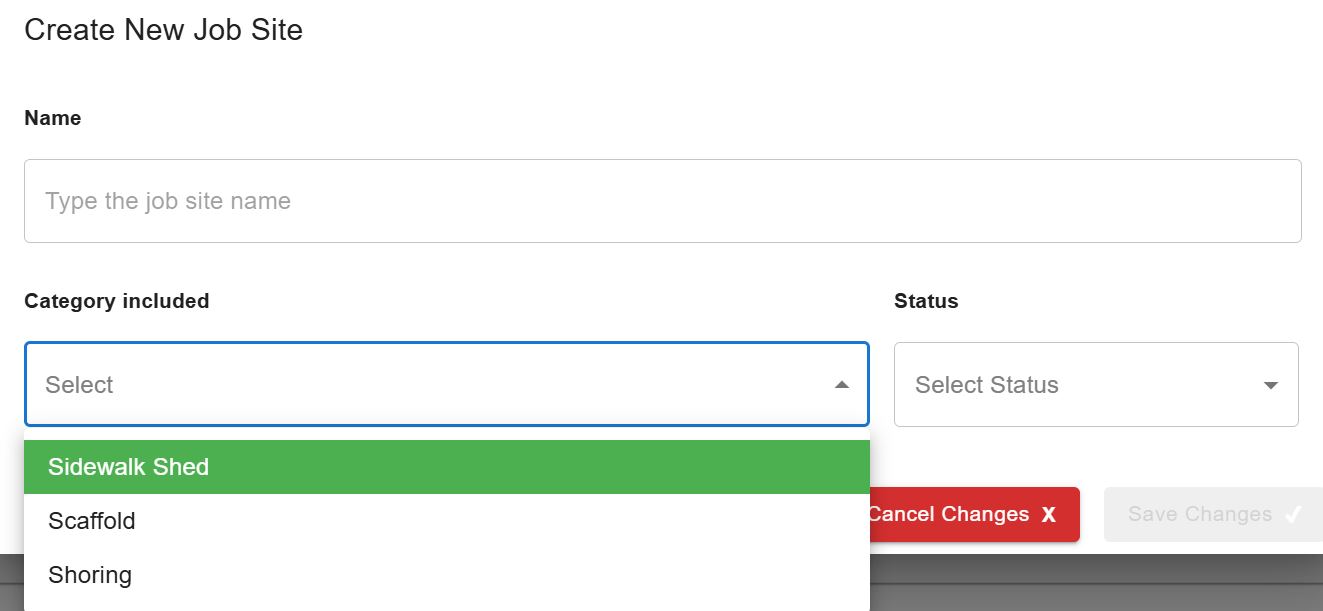 Create New Job Site
Name
Type the job site name
Category included
Status
Select
Select Status
Sidewalk Shed
Scaffold
Shoring
Cancel Changes X
Save Changes ✓